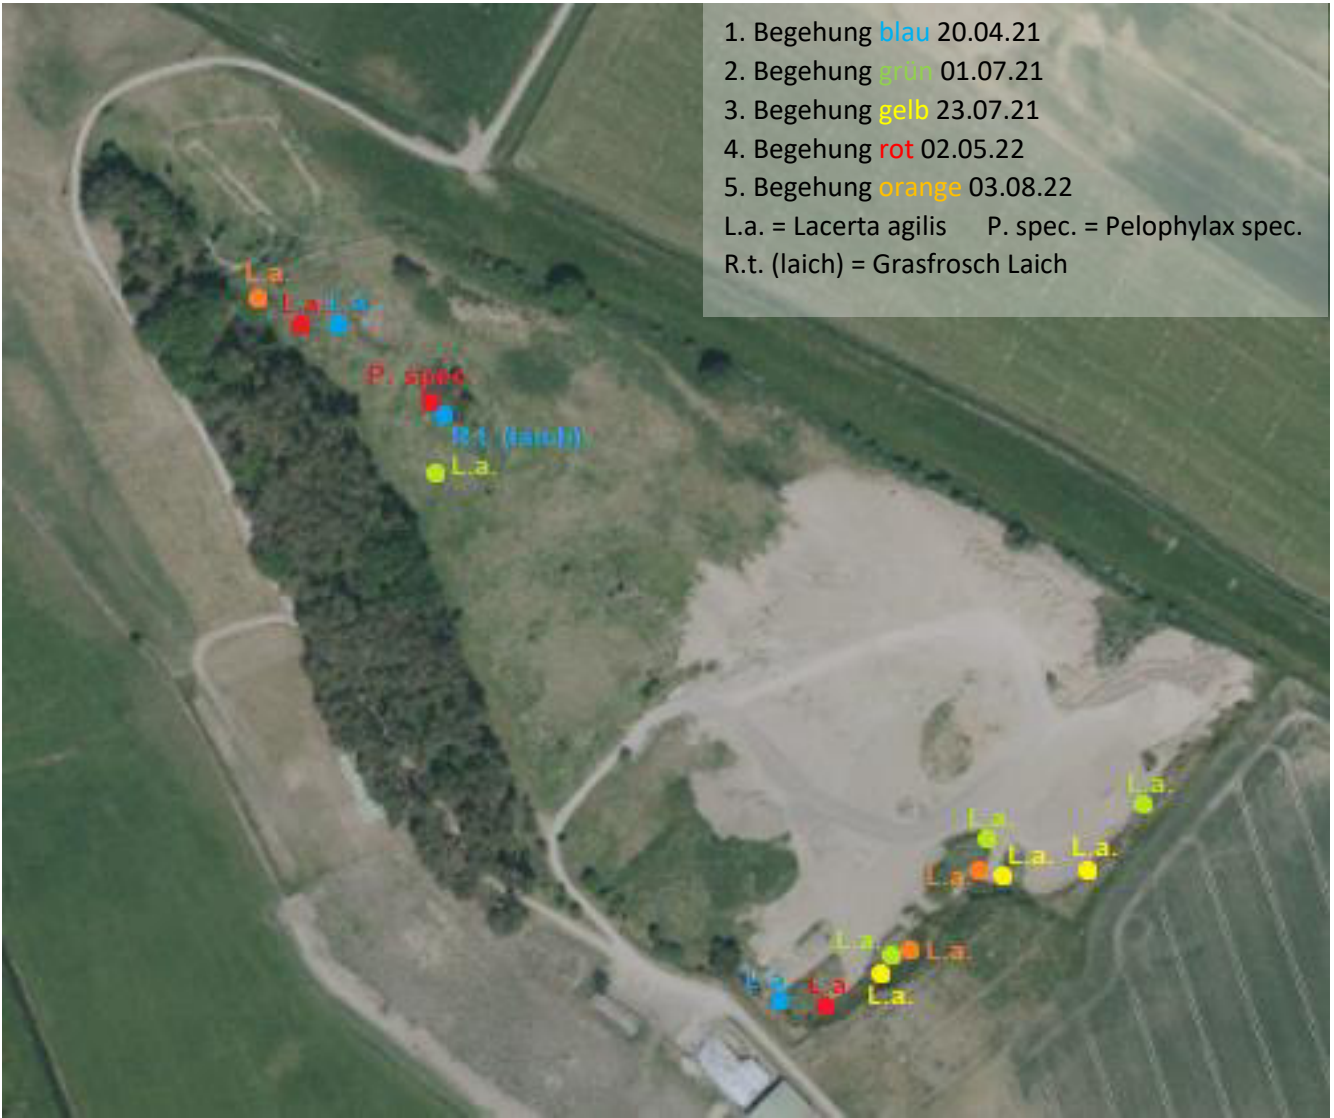 1. Begehung blau 20.04.21
2. Begehung grün 01.07.21
3. Begehung gelb 23.07.21
4. Begehung rot 02.05.22
5. Begehung orange 03.08.22
L.a. = Lacerta agilis P. spec. = Pelophylax spec.
R.t. (laich) = Grasfrosch Laich
L.a.
L.a. L.a.
P. spec.
R.t. (laich)
L.a.
L.a.
L.a.
L.a. L.a.
L.a.
L.a. L.a.
L.a. L.a.
L.a.